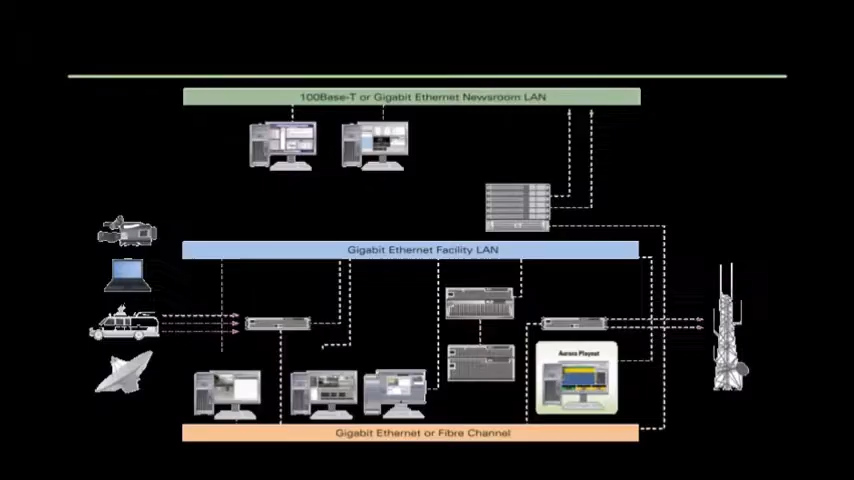 100Base-T or Gigabit Ethernet Newsroom LAN
Gigabit Ethernet Facility LAN
Aurora Playout
Gigabit Ethernet or Fibre Channel